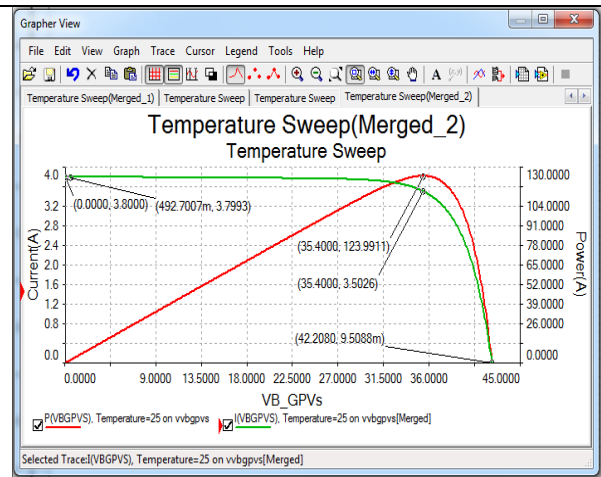 Grapher View
File Edit View Graph Trace Cursor Legend Tools Help
Temperature Sweep(Merged_1) Temperature Sweep Temperature Sweep Temperature Sweep(Merged_2)
Temperature Sweep(Merged_2)
Temperature Sweep
4.0
3.2
2.8
2.4
2.0
1.6
1.2
0.8
0.0
Current(A)
(0.0000, 3.8000)
(492.7007m, 3.7993)
(35.4000, 123.9911)
(35.4000, 3.5026)
(42.2080, 9.5088m)
130.0000
104.0000
91.0000
78.0000
65.0000
52.0000
39.0000
26.0000
0.0000
Power(A)
0.0000 9.0000 13.5000 18.0000 22.5000 27.0000 31.5000 36.0000 45.0000
VB_GPVs
P(VBGPVS), Temperature=25 on vvbgpvs I(VBGPVS), Temperature=25 on vvbgpvs[Merged]
Selected Trace:I(VBGPVS), Temperature=25 on vvbgpvs[Merged]